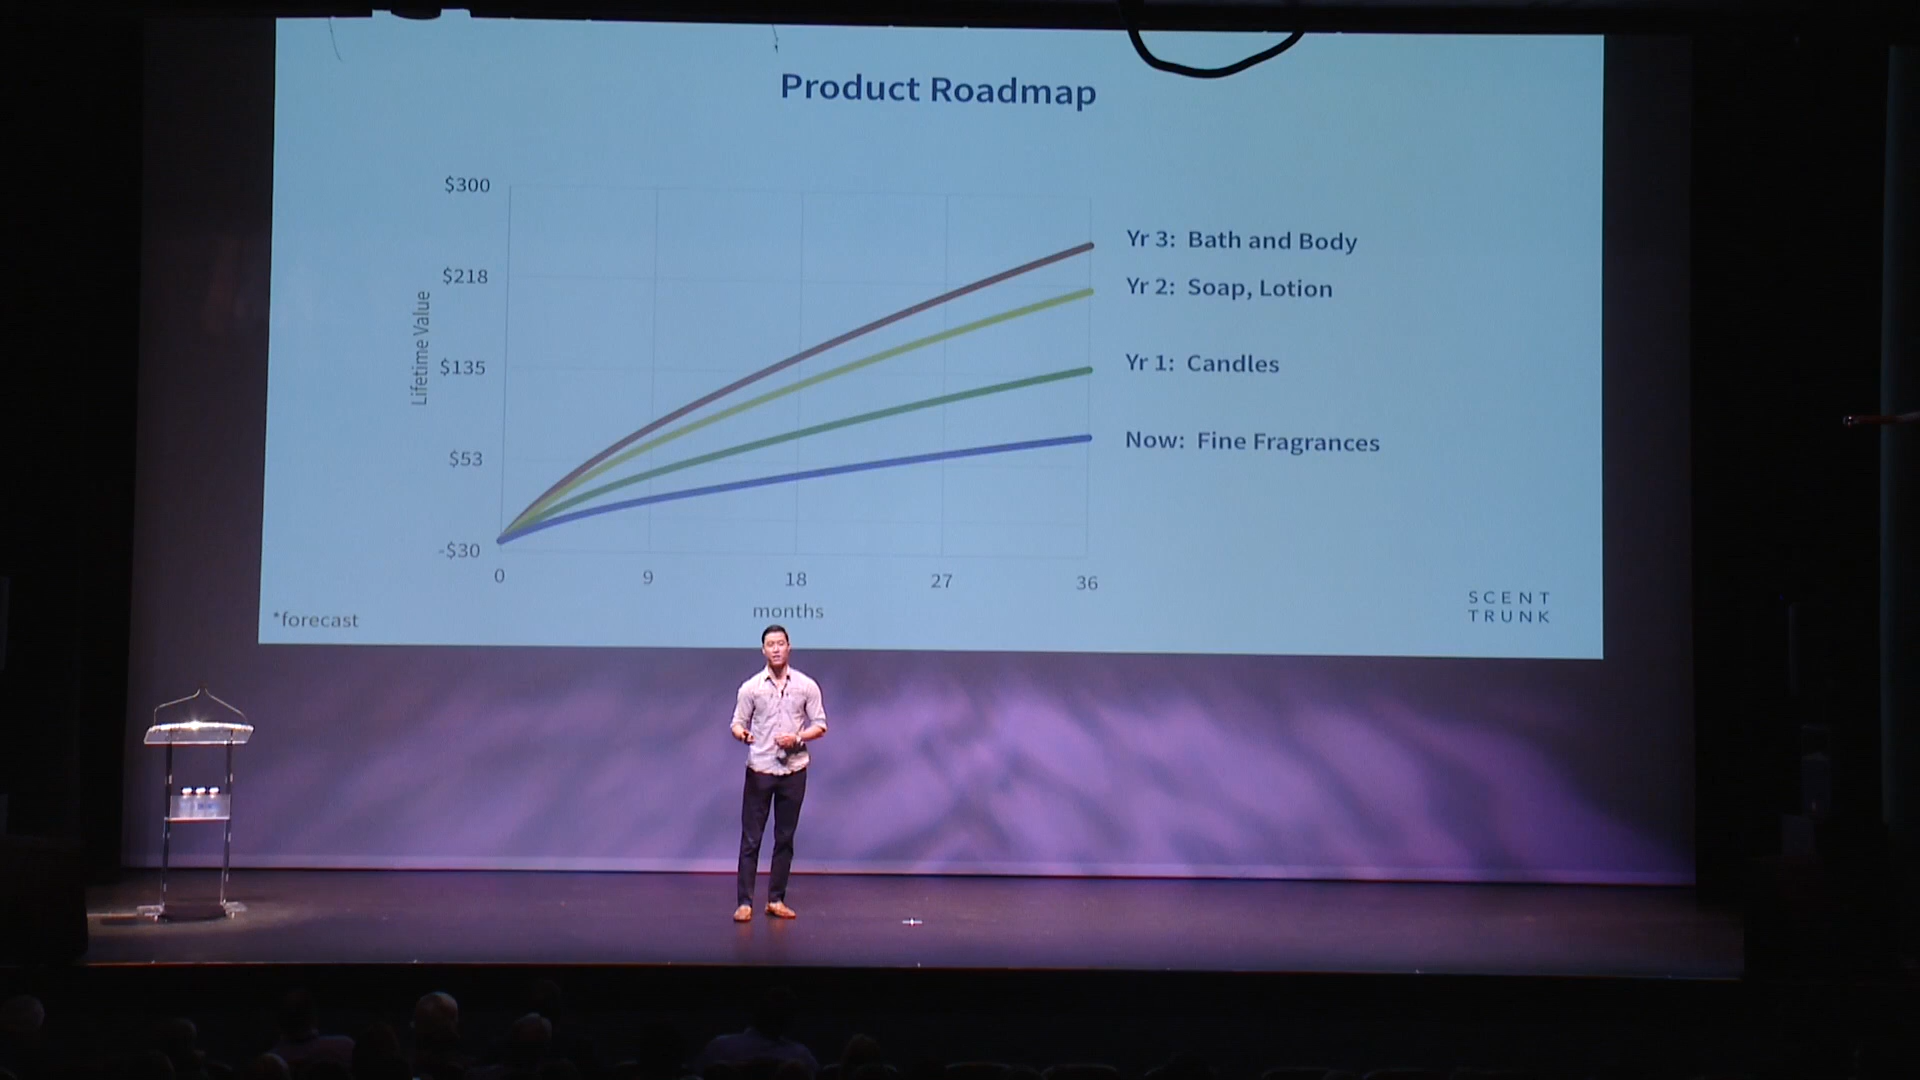 Product Roadmap
$300
$218
$135
$53
-$30
Lifetime Value
0 9 18 27 36
months
Yr 3: Bath and Body
Yr 2: Soap, Lotion
Yr 1: Candles
Now: Fine Fragrances
*forecast
SCENT
TRUNK